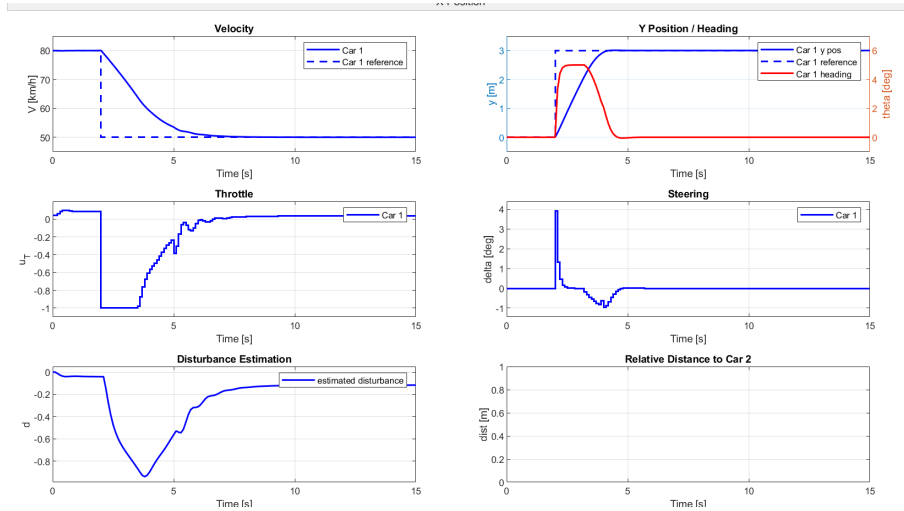 X Position
Velocity
V [km/h]
80
70
60
50
0
5
10
15
Time [s]
Car 1
Car 1 reference
Y Position / Heading
y [m]
3
2
1
0
6
4
2
0
theta [deg]
0
5
10
15
Time [s]
Car 1 y pos
Car 1 reference
Car 1 heading
Throttle
u_T
0
-0.2
-0.4
-0.6
-0.8
-1
0
5
10
15
Time [s]
Car 1
Steering
delta [deg]
4
3
2
1
0
-1
0
5
10
15
Time [s]
Car 1
Disturbance Estimation
d
0
-0.2
-0.4
-0.6
-0.8
0
5
10
15
Time [s]
estimated disturbance
Relative Distance to Car 2
dist [m]
1
0.8
0.6
0.4
0.2
0
0
5
10
15
Time [s]